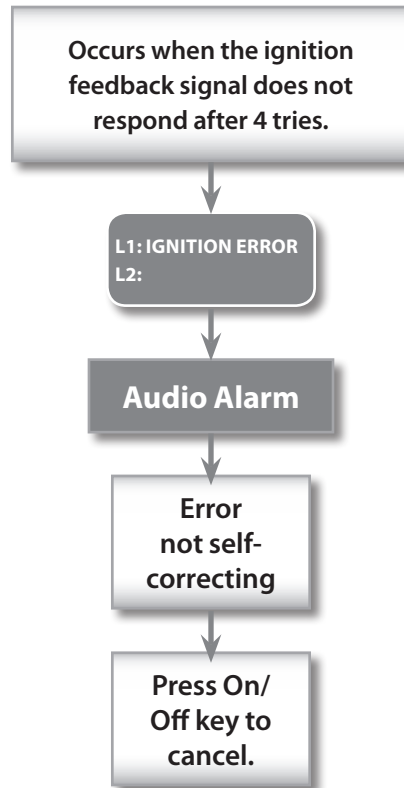 Occurs when the ignition
feedback signal does not
respond after 4 tries.
L1: IGNITION ERROR
L2:
Audio Alarm
Error
not self-
correcting
Press On/
Off key to
cancel.